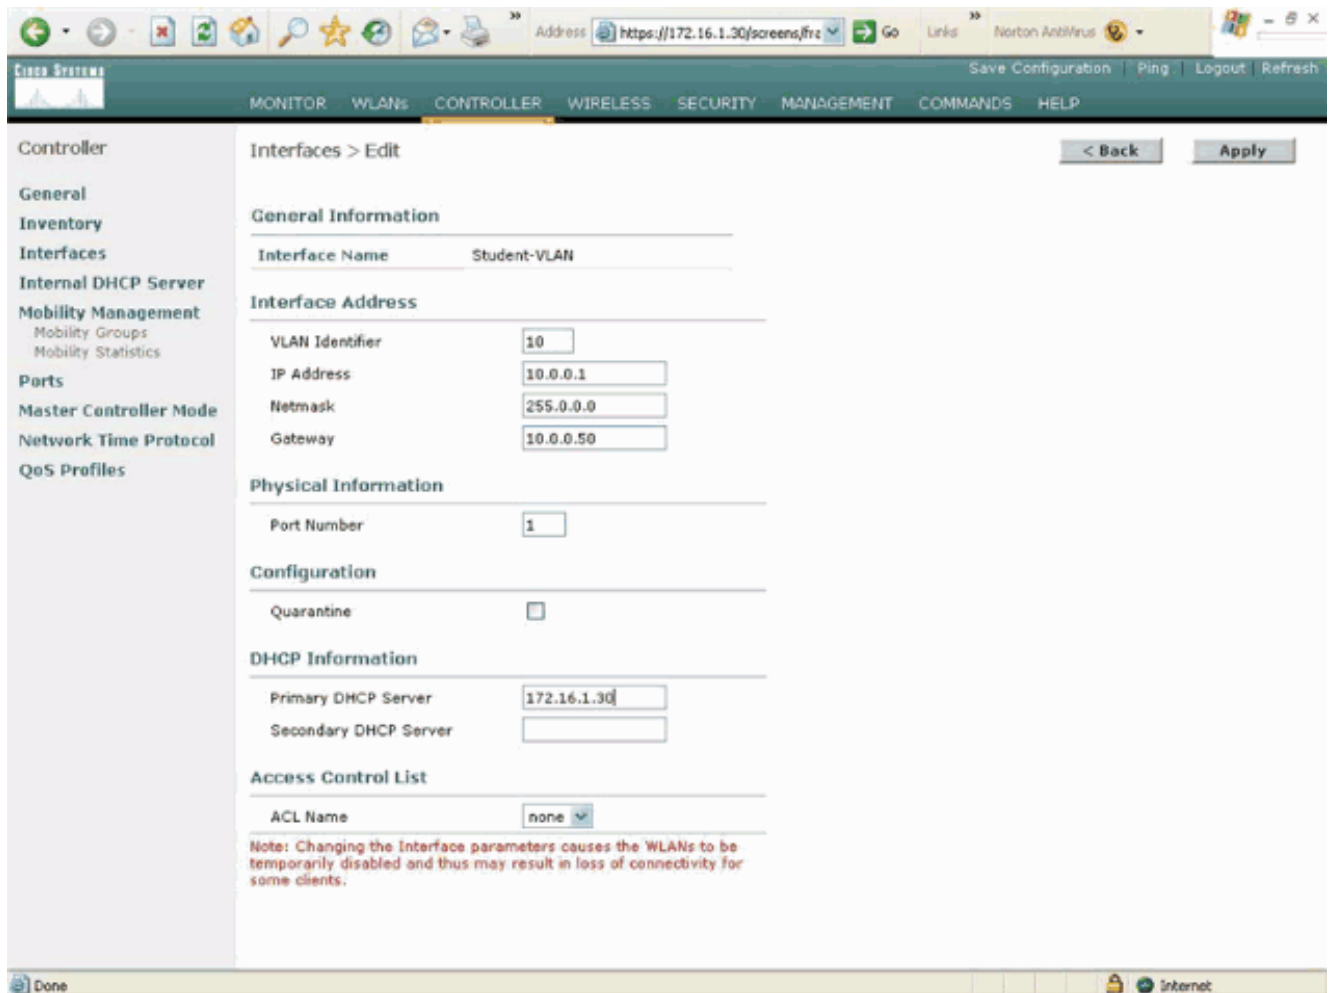 »
Address https://172.16.1.30/screens/fra Go Links » Norton AntiVirus
CISCO SYSTEMS
Save Configuration | Ping | Logout | Refresh
MONITOR WLANs CONTROLLER WIRELESS SECURITY MANAGEMENT COMMANDS HELP
Controller
General
Inventory
Interfaces
Internal DHCP Server
Mobility Management
Mobility Groups
Mobility Statistics
Ports
Master Controller Mode
Network Time Protocol
QoS Profiles
Interfaces > Edit
< Back Apply
General Information
Interface Name Student-VLAN
Interface Address
VLAN Identifier 10
IP Address 10.0.0.1
Netmask 255.0.0.0
Gateway 10.0.0.50
Physical Information
Port Number 1
Configuration
Quarantine
DHCP Information
Primary DHCP Server 172.16.1.30
Secondary DHCP Server
Access Control List
ACL Name none
Note: Changing the Interface parameters causes the WLANs to be
temporarily disabled and thus may result in loss of connectivity for
some clients.
Done Internet